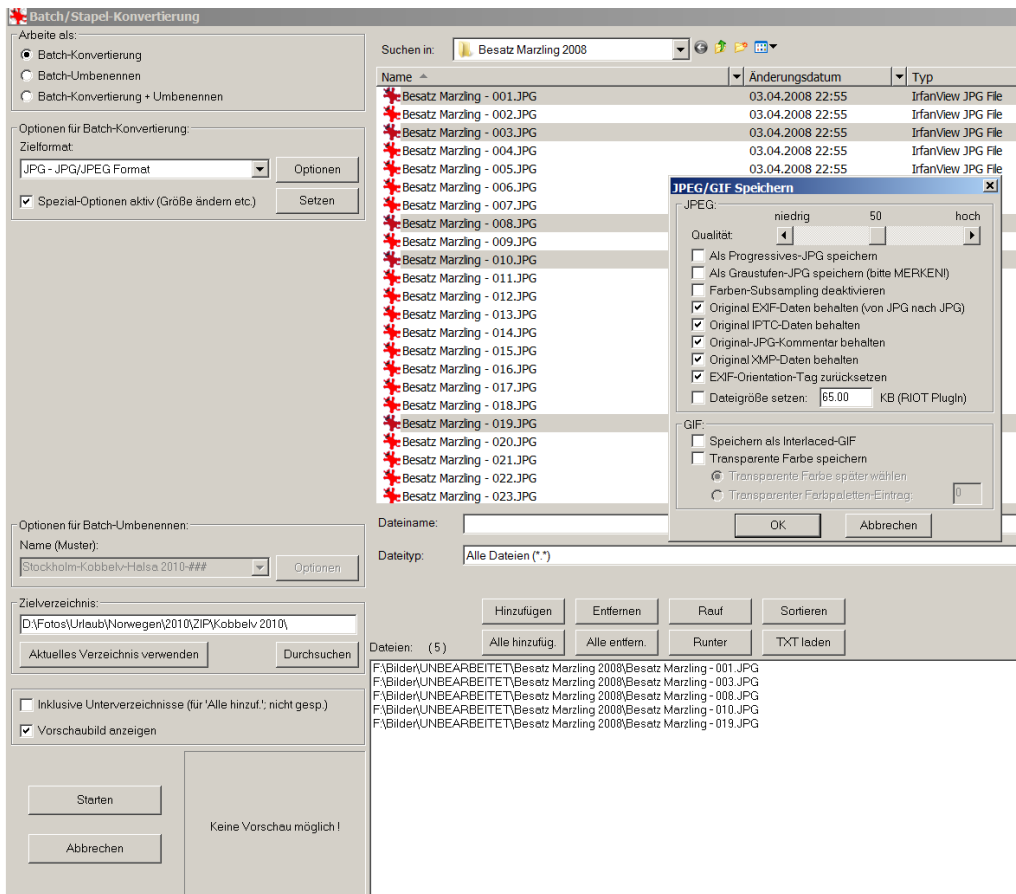 Batch/Stapel-Konvertierung
Arbeite als:
Batch-Konvertierung
Batch-Umbenennen
Batch-Konvertierung + Umbenennen
Optionen für Batch-Konvertierung:
Zielformat:
JPG - JPG/JPEG Format
Optionen
Spezial-Optionen aktiv (Größe ändern etc.)
Setzen
Optionen für Batch-Umbenennen:
Name (Muster):
Stockholm-Kobbelv-Halsa 2010-###
Optionen
Zielverzeichnis:
D:\Fotos\Urlaub\Norwegen\2010\ZIP\Kobbelv 2010\
Aktuelles Verzeichnis verwenden
Durchsuchen
Inklusive Unterverzeichnisse (für 'Alle hinzuf.'; nicht gesp.)
Vorschaubild anzeigen
Starten
Abbrechen
Keine Vorschau möglich !
Suchen in:
Besatz Marzling 2008
Name Änderungsdatum Typ
Besatz Marzling - 001.JPG 03.04.2008 22:55 IrfanView JPG File
Besatz Marzling - 002.JPG 03.04.2008 22:55 IrfanView JPG File
Besatz Marzling - 003.JPG 03.04.2008 22:55 IrfanView JPG File
Besatz Marzling - 004.JPG 03.04.2008 22:55 IrfanView JPG File
Besatz Marzling - 005.JPG 03.04.2008 22:55 IrfanView JPG File
Besatz Marzling - 006.JPG
Besatz Marzling - 007.JPG
Besatz Marzling - 008.JPG
Besatz Marzling - 009.JPG
Besatz Marzling - 010.JPG
Besatz Marzling - 011.JPG
Besatz Marzling - 012.JPG
Besatz Marzling - 013.JPG
Besatz Marzling - 014.JPG
Besatz Marzling - 015.JPG
Besatz Marzling - 016.JPG
Besatz Marzling - 017.JPG
Besatz Marzling - 018.JPG
Besatz Marzling - 019.JPG
Besatz Marzling - 020.JPG
Besatz Marzling - 021.JPG
Besatz Marzling - 022.JPG
Besatz Marzling - 023.JPG
JPEG/GIF Speichern
JPEG:
niedrig 50 hoch
Qualität:
Als Progressives-JPG speichern
Als Graustufen-JPG speichern (bitte MERKEN!)
Farben-Subsampling deaktivieren
Original EXIF-Daten behalten (von JPG nach JPG)
Original IPTC-Daten behalten
Original-JPG-Kommentar behalten
Original XMP-Daten behalten
EXIF-Orientation-Tag zurücksetzen
Dateigröße setzen: 65.00 KB (RIOT PlugIn)
GIF:
Speichern als Interlaced-GIF
Transparente Farbe speichern
Transparente Farbe später wählen
Transparenter Farbpaletten-Eintrag: 0
OK Abbrechen
Dateiname:
Dateityp: Alle Dateien (*.*)
Hinzufügen Entfernen Rauf Sortieren
Dateien: (5) Alle hinzufüg. Alle entfern. Runter TXT laden
F:\Bilder\UNBEARBEITET\Besatz Marzling 2008\Besatz Marzling - 001.JPG
F:\Bilder\UNBEARBEITET\Besatz Marzling 2008\Besatz Marzling - 003.JPG
F:\Bilder\UNBEARBEITET\Besatz Marzling 2008\Besatz Marzling - 008.JPG
F:\Bilder\UNBEARBEITET\Besatz Marzling 2008\Besatz Marzling - 010.JPG
F:\Bilder\UNBEARBEITET\Besatz Marzling 2008\Besatz Marzling - 019.JPG